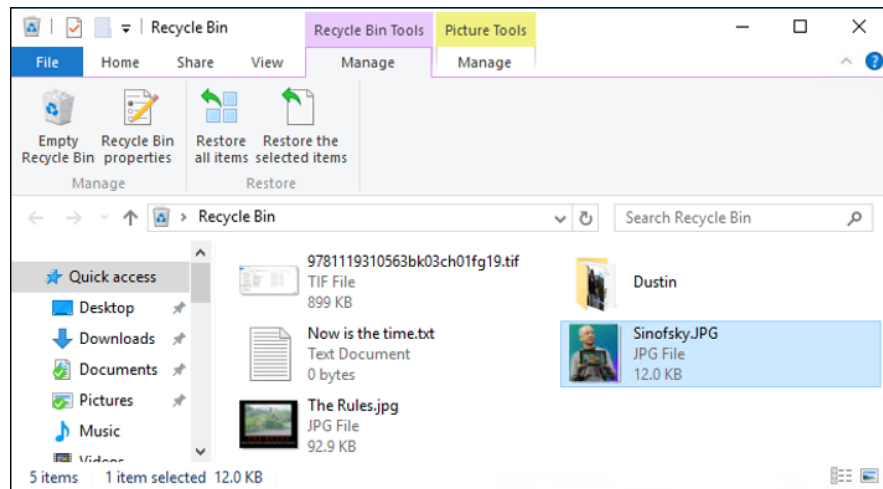 Recycle Bin
Recycle Bin Tools
Picture Tools
File
Home
Share
View
Manage
Manage
Empty
Recycle Bin
Recycle Bin
properties
Restore
all items
Restore the
selected items
Manage
Restore
Recycle Bin
Search Recycle Bin
Quick access
Desktop
Downloads
Documents
Pictures
Music
Videos
9781119310563bk03ch01fg19.tif
TIF File
899 KB
Now is the time.txt
Text Document
0 bytes
The Rules.jpg
JPG File
92.9 KB
Dustin
Sinofsky.JPG
JPG File
12.0 KB
5 items
1 item selected 12.0 KB